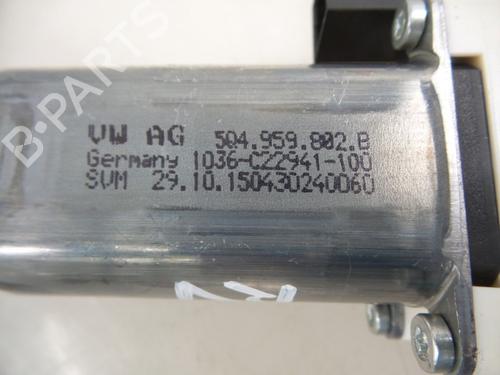 VW AG 5Q4.959.802.B
Germany 1036-C22941-100
SVM 29.10.150430240060
B-PARTS